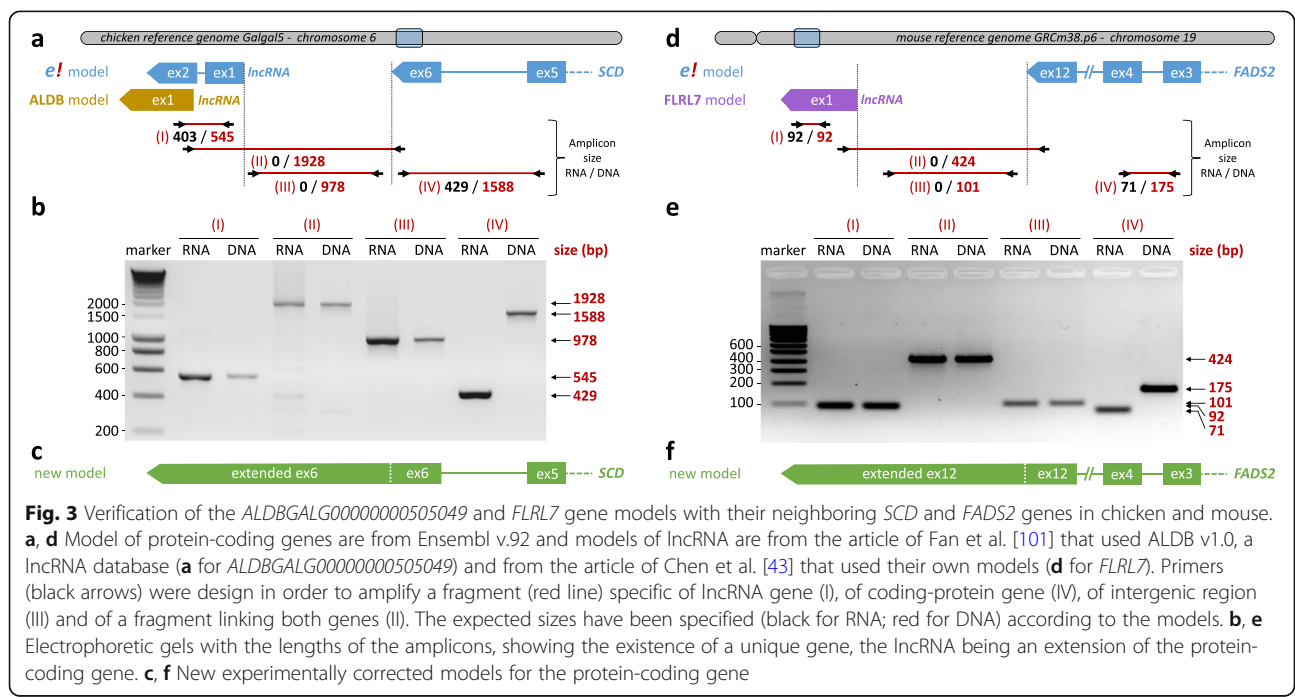 a
chicken reference genome Galgal5 - chromosome 6
e! model
ex2 ex1 lncRNA ex6 ex5 SCD
ALDB model ex1 lncRNA
(I) 403 / 545
(II) 0 / 1928
(III) 0 / 978
(IV) 429 / 1588
Amplicon
size
RNA / DNA
d
mouse reference genome GRCm38.p6 - chromosome 19
e! model
ex12 // ex4 ex3 FADS2
FLRL7 model ex1 lncRNA
(I) 92 / 92
(II) 0 / 424
(III) 0 / 101
(IV) 71 / 175
Amplicon
size
RNA / DNA
b
(I) (II) (III) (IV)
marker RNA DNA RNA DNA RNA DNA RNA DNA size (bp)
2000
1500
1000
800
600
400
200
1928
1588
978
545
429
e
(I) (II) (III) (IV)
marker RNA DNA RNA DNA RNA DNA RNA DNA size (bp)
600
400
300
200
100
424
175
101
92
71
c
new model extended ex6 ex6 ex5 SCD
f
new model extended ex12 ex12 // ex4 ex3 FADS2
Fig. 3 Verification of the ALDBGALG00000000505049 and FLRL7 gene models with their neighboring SCD and FADS2 genes in chicken and mouse.
a, d Model of protein-coding genes are from Ensembl v.92 and models of lncRNA are from the article of Fan et al. [101] that used ALDB v1.0, a
lncRNA database (a for ALDBGALG00000000505049) and from the article of Chen et al. [43] that used their own models (d for FLRL7). Primers
(black arrows) were design in order to amplify a fragment (red line) specific of lncRNA gene (I), of coding-protein gene (IV), of intergenic region
(III) and of a fragment linking both genes (II). The expected sizes have been specified (black for RNA; red for DNA) according to the models. b, e
Electrophoretic gels with the lengths of the amplicons, showing the existence of a unique gene, the lncRNA being an extension of the protein-
coding gene. c, f New experimentally corrected models for the protein-coding gene